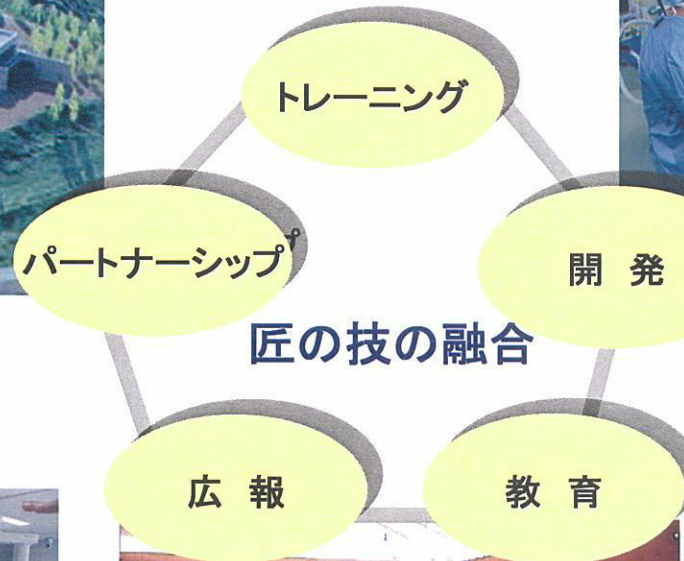 トレーニング
パートナーシップ
開 発
匠の技の融合
広 報
教 育